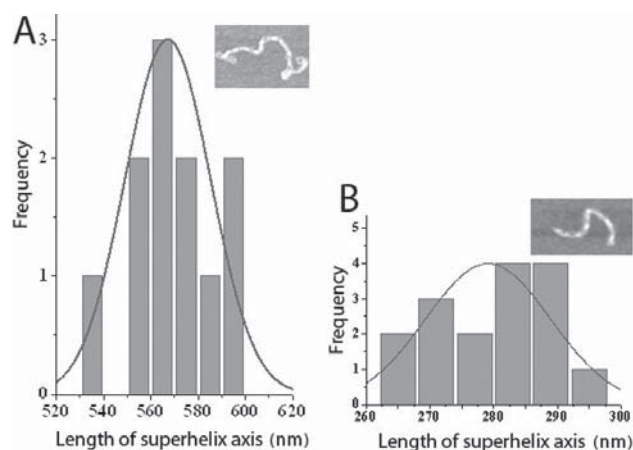 A
3
2
1
0
Frequency
520 540 560 580 600 620
Length of superhelix axis (nm)
B
5
4
3
2
1
0
Frequency
260 270 280 290 300
Length of superhelix axis (nm)